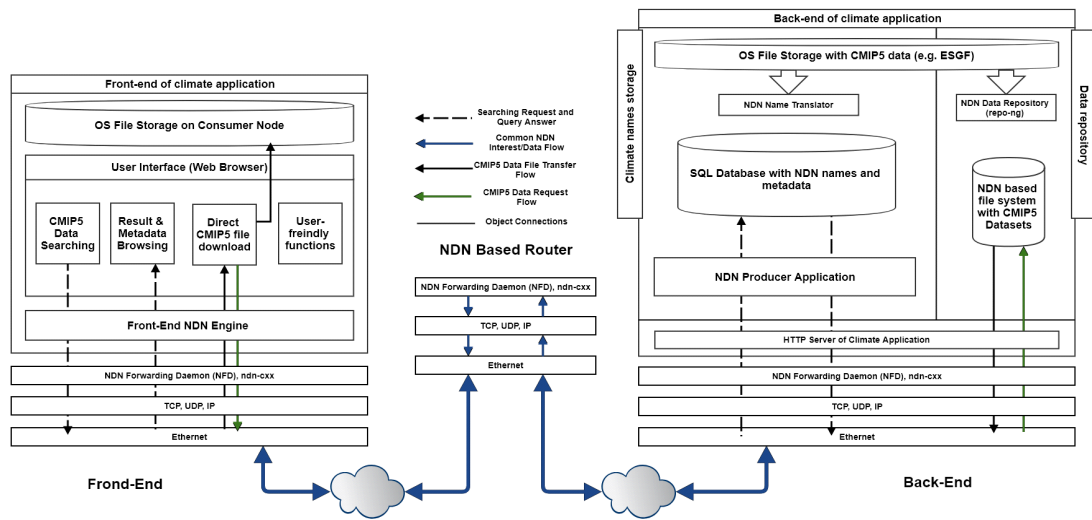 Front-end of climate application
OS File Storage on Consumer Node
User Interface (Web Browser)
CMIP5
Data
Searching
Result &
Metadata
Browsing
Direct
CMIP5 file
download
User-
freindly
functions
Front-End NDN Engine
NDN Forwarding Daemon (NFD), ndn-cxx
TCP, UDP, IP
Ethernet
Frond-End
Searching Request and
Query Answer
Common NDN
Interest/Data Flow
CMIP5 Data File Transfer
Flow
CMIP5 Data Request
Flow
Object Connections
NDN Based Router
NDN Forwarding Daemon (NFD), ndn-cxx
TCP, UDP, IP
Ethernet
Back-end of climate application
Climate names storage
OS File Storage with CMIP5 data (e.g. ESGF)
Data repository
NDN Name Translator
NDN Data Repository
(repo-ng)
SQL Database with NDN names and
metadata
NDN based
file system
with CMIP5
Datasets
NDN Producer Application
HTTP Server of Climate Application
NDN Forwarding Daemon (NFD), ndn-cxx
TCP, UDP, IP
Ethernet
Back-End